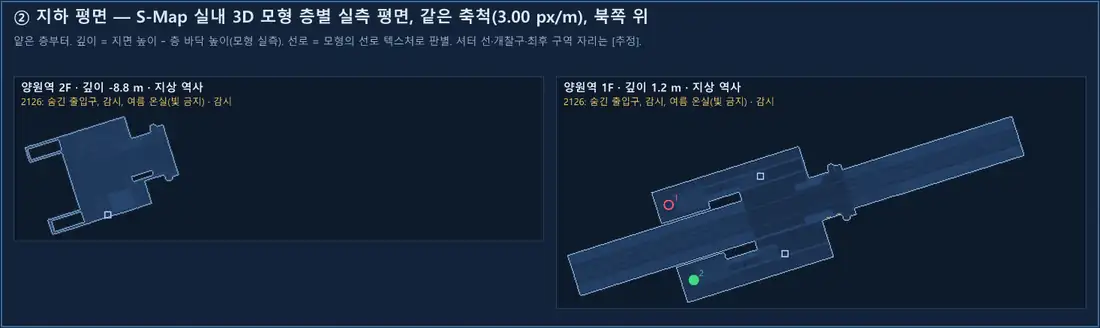 ② 지하 평면 — S-Map 실내 3D 모형 층별 실측 평면, 같은 축척(3.00 px/m), 북쪽 위
얕은 층부터. 깊이 = 지면 높이 − 층 바닥 높이(모형 실측). 선로 = 모형의 선로 텍스처로 판별. 셔터 선·개찰구·최후 구역 자리는 [추정].
양원역 2F · 깊이 -8.8 m · 지상 역사
2126: 숨긴 출입구, 감시, 여름 온실(빛 금지) · 감시
양원역 1F · 깊이 1.2 m · 지상 역사
2126: 숨긴 출입구, 감시, 여름 온실(빛 금지) · 감시
1
2